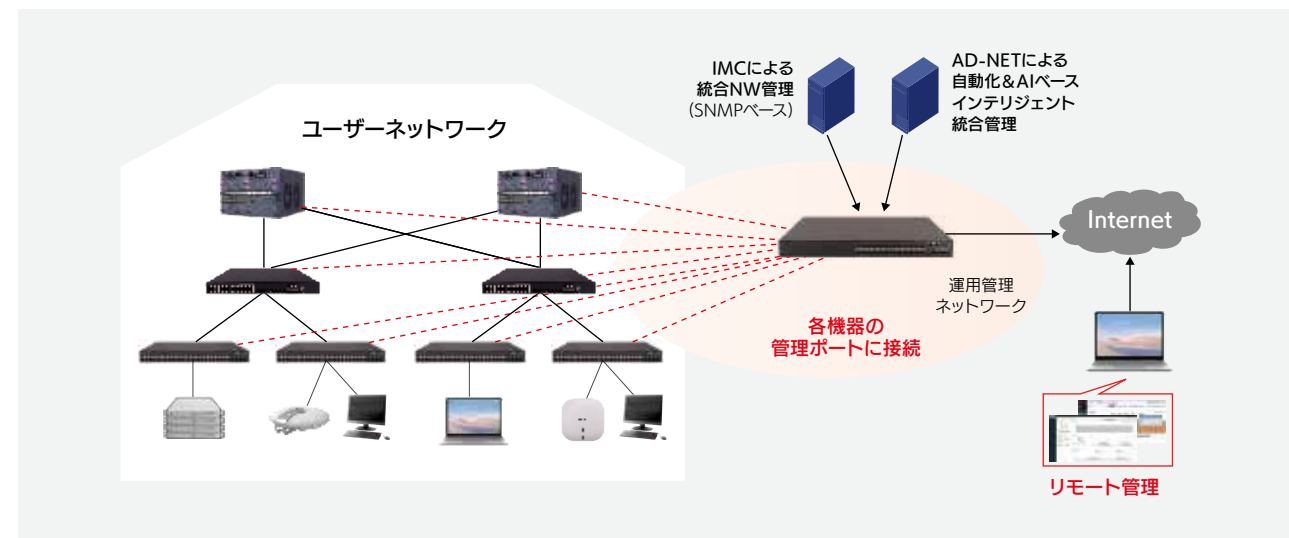 ユーザーネットワーク
IMCによる
統合NW管理
(SNMPベース)
AD-NETによる
自動化&AIベース
インテリジェント
統合管理
Internet
運用管理
ネットワーク
各機器の
管理ポートに接続
リモート管理